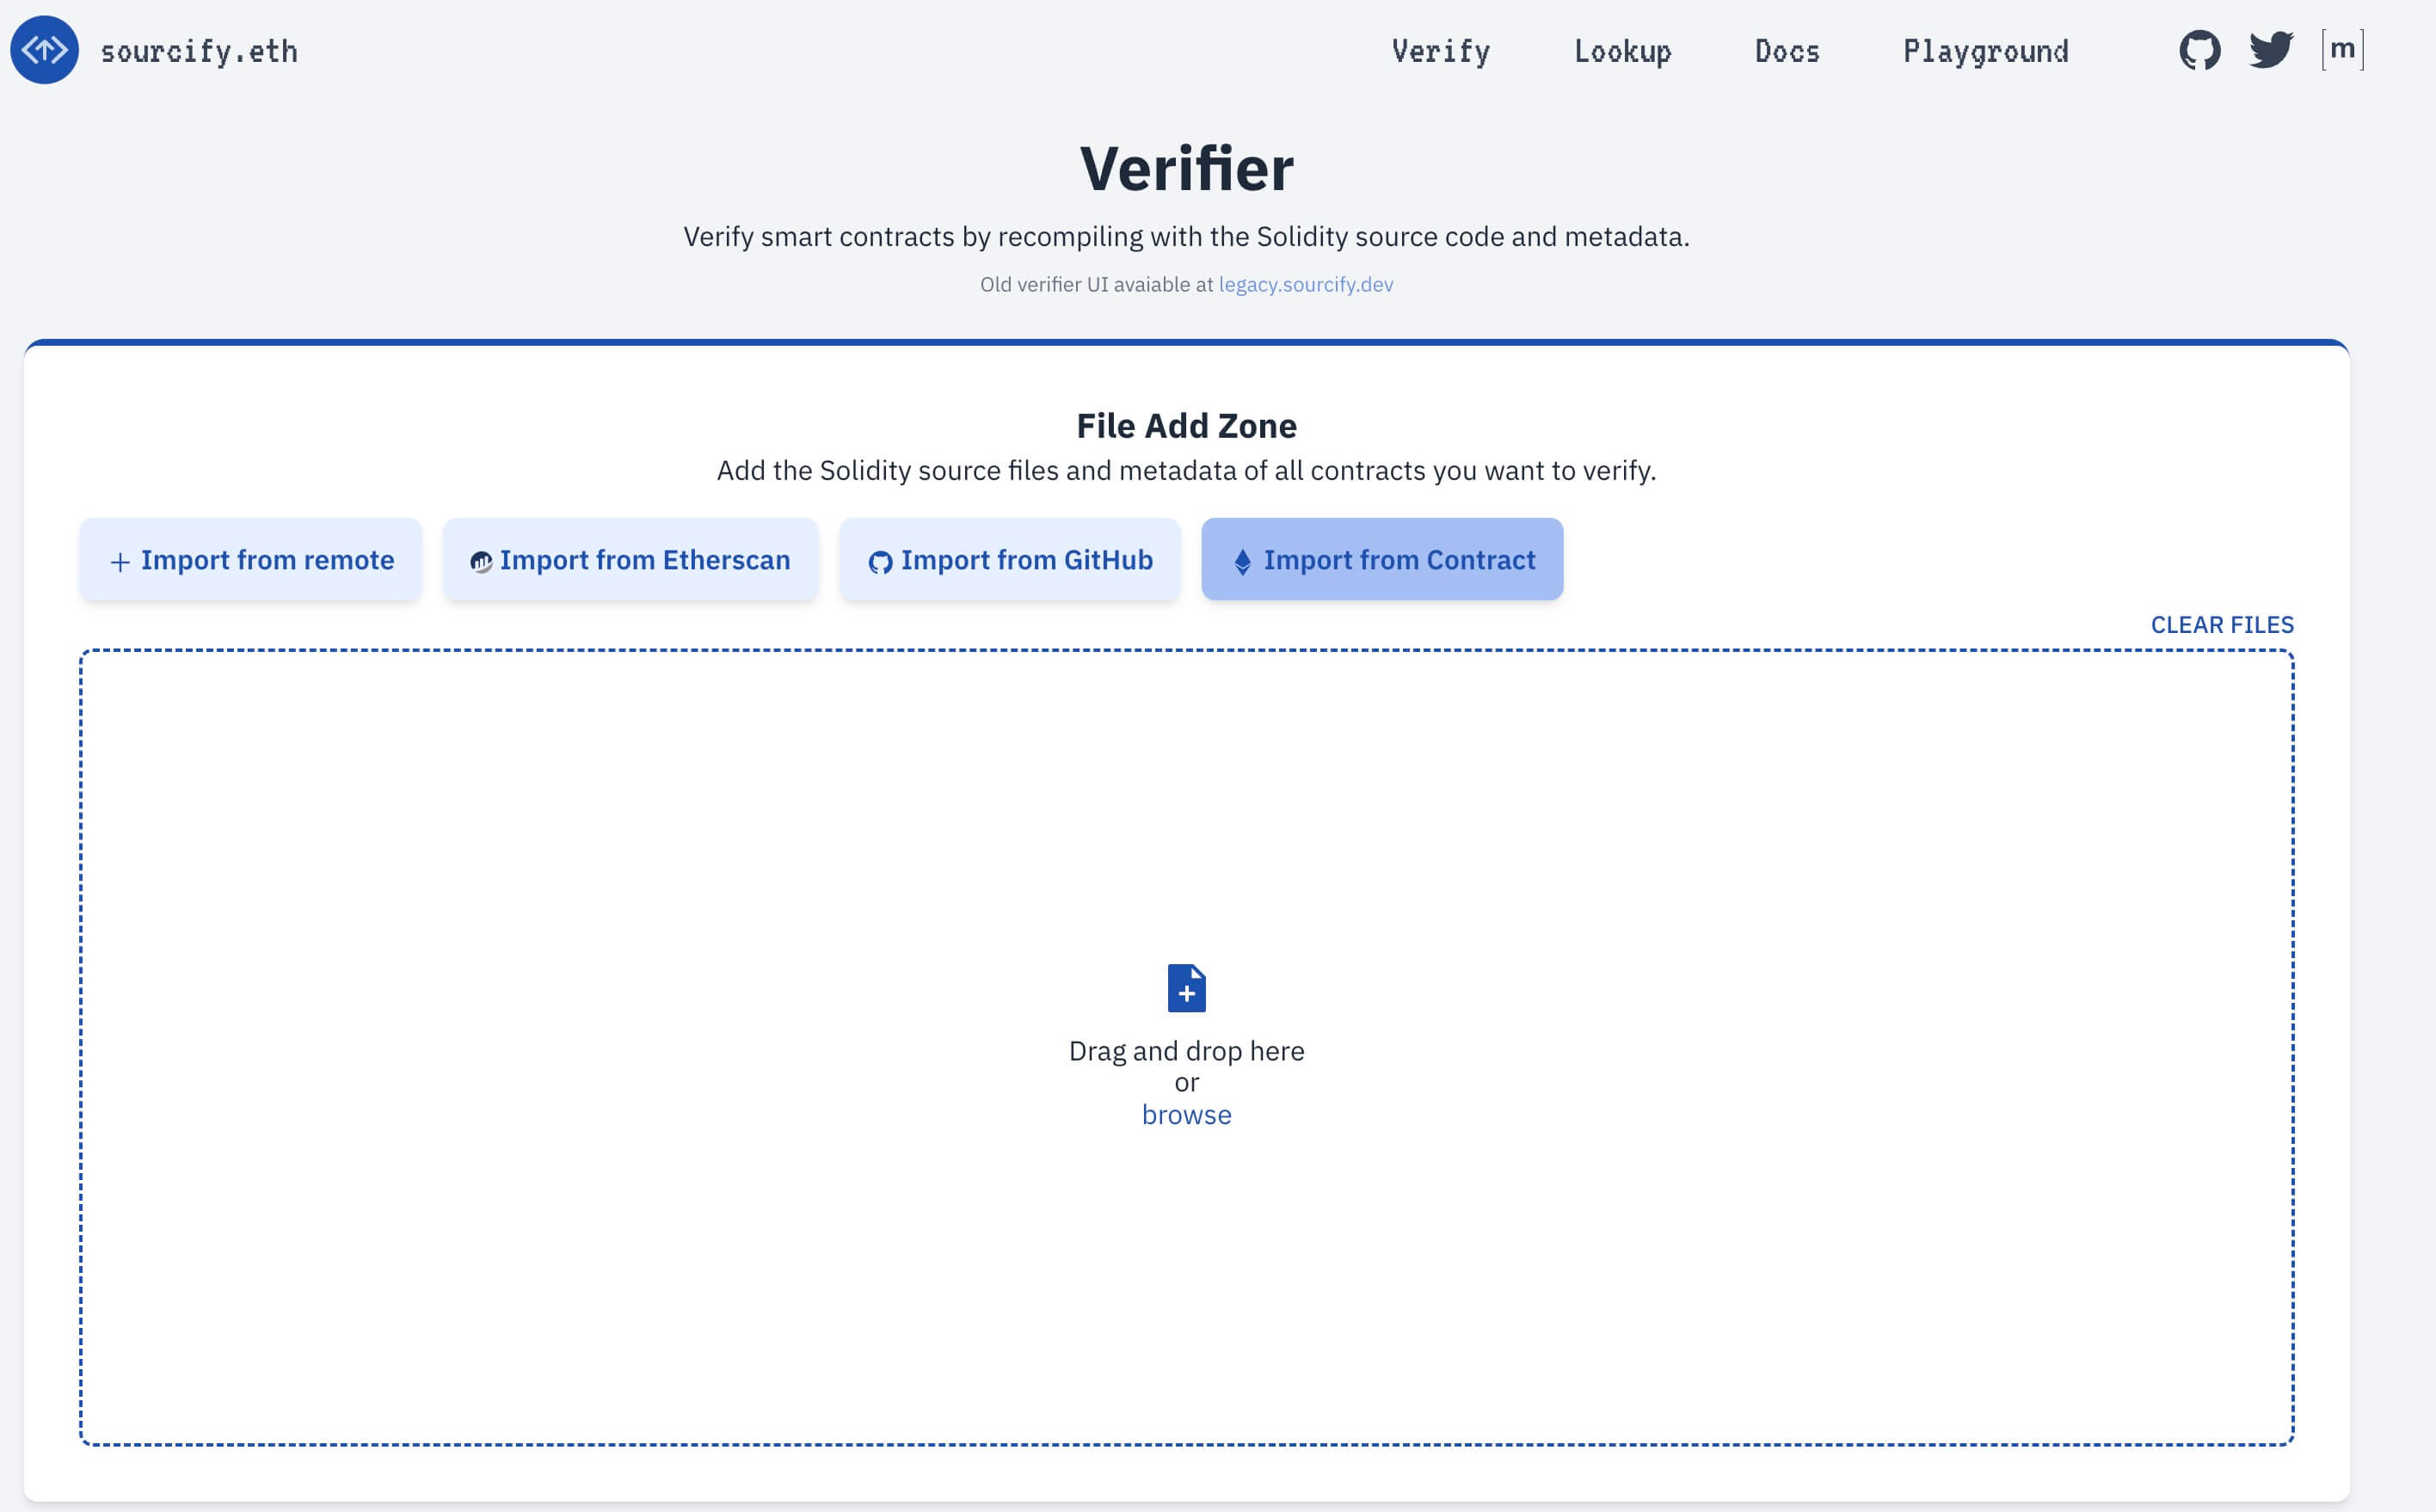 sourcify.eth
Verify
Lookup
Docs
Playground
[m]
Verifier
Verify smart contracts by recompiling with the Solidity source code and metadata.
Old verifier UI avaiable at legacy.sourcify.dev
File Add Zone
Add the Solidity source files and metadata of all contracts you want to verify.
+ Import from remote
Import from Etherscan
Import from GitHub
Import from Contract
CLEAR FILES
Drag and drop here
or
browse